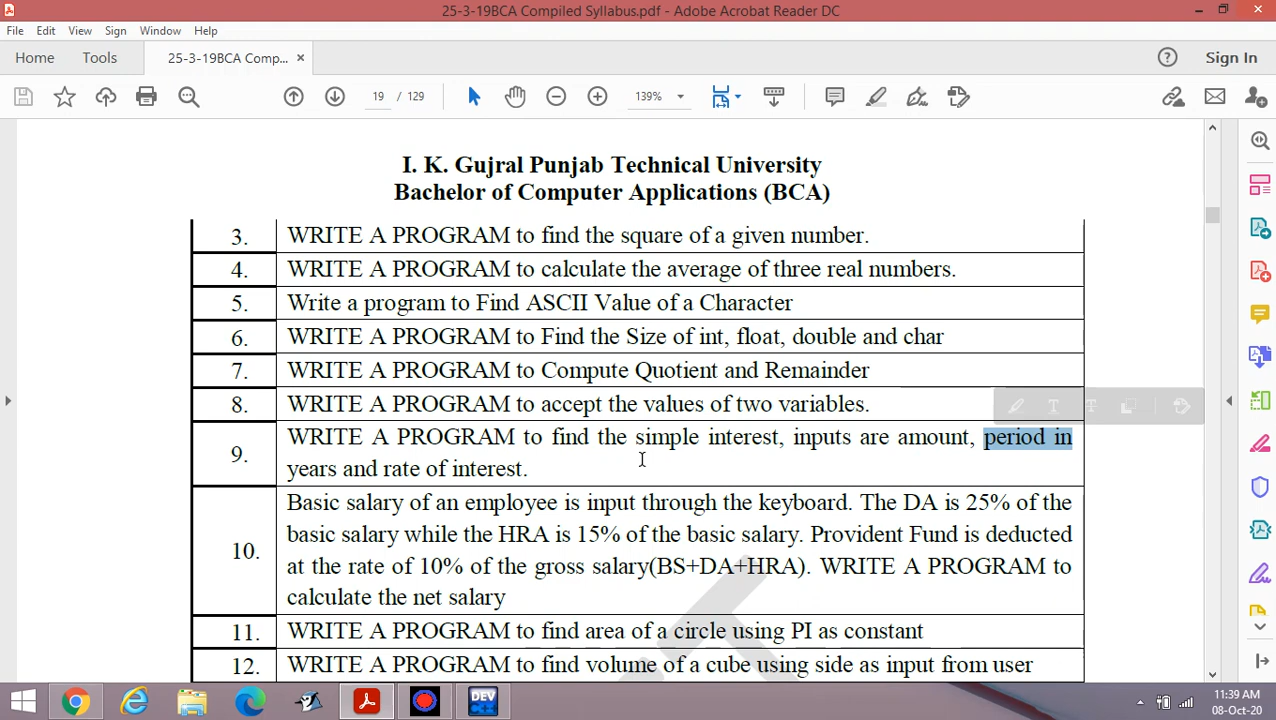 25-3-19BCA Compiled Syllabus.pdf - Adobe Acrobat Reader DC
File Edit View Sign Window Help
Home Tools 25-3-19BCA Comp... × Sign In
19 / 129 139%
I. K. Gujral Punjab Technical University
Bachelor of Computer Applications (BCA)
3. WRITE A PROGRAM to find the square of a given number.
4. WRITE A PROGRAM to calculate the average of three real numbers.
5. Write a program to Find ASCII Value of a Character
6. WRITE A PROGRAM to Find the Size of int, float, double and char
7. WRITE A PROGRAM to Compute Quotient and Remainder
8. WRITE A PROGRAM to accept the values of two variables.
9. WRITE A PROGRAM to find the simple interest, inputs are amount, period in
years and rate of interest.
10. Basic salary of an employee is input through the keyboard. The DA is 25% of the
basic salary while the HRA is 15% of the basic salary. Provident Fund is deducted
at the rate of 10% of the gross salary(BS+DA+HRA). WRITE A PROGRAM to
calculate the net salary
11. WRITE A PROGRAM to find area of a circle using PI as constant
12. WRITE A PROGRAM to find volume of a cube using side as input from user
DEV
11:39 AM
08-Oct-20